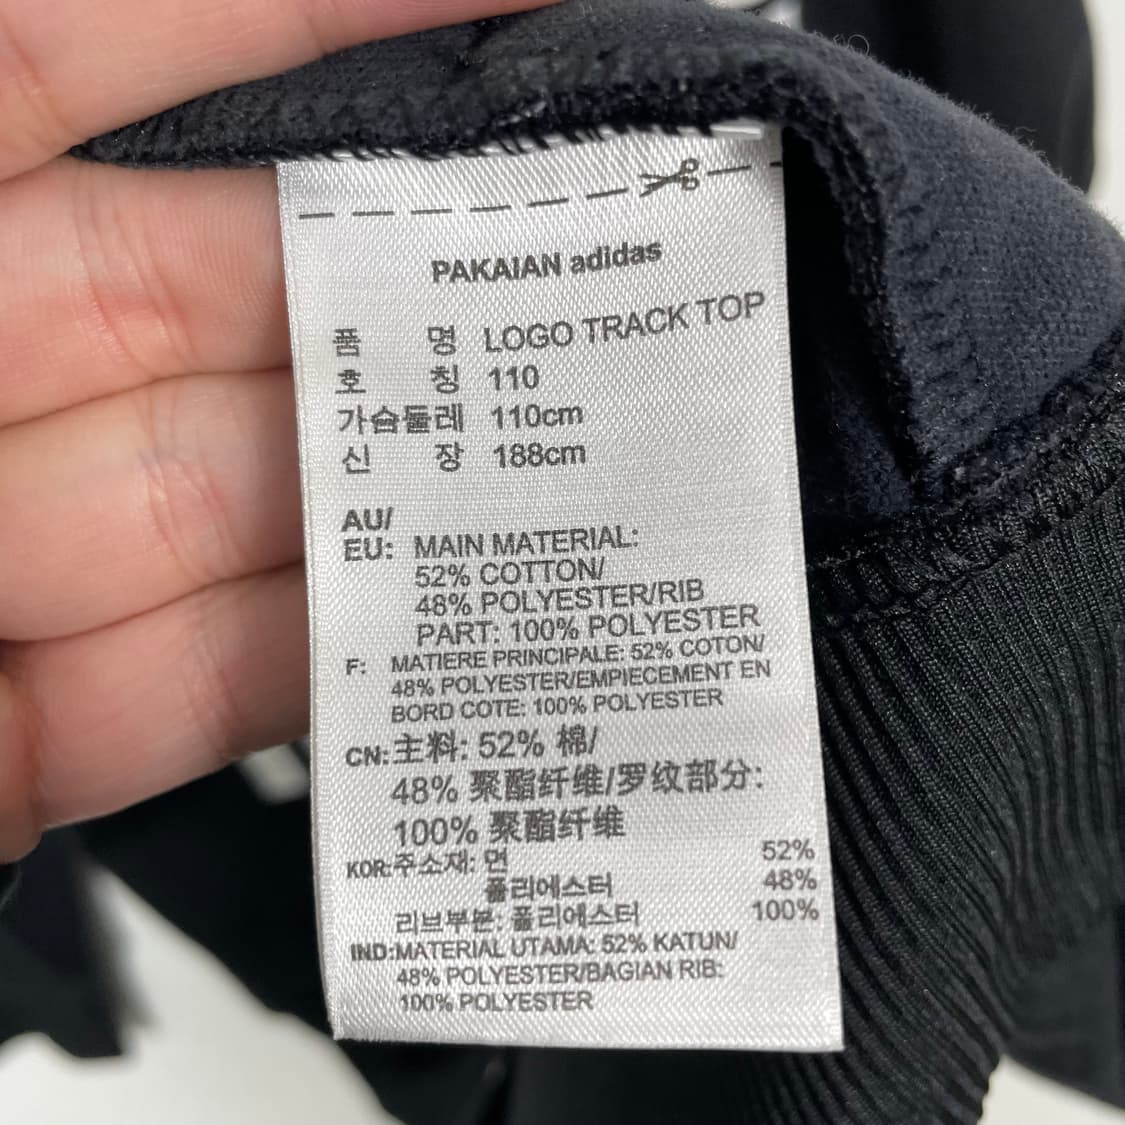 PAKAIAN adidas
품 명 LOGO TRACK TOP
호 칭 110
가슴둘레 110cm
신 장 188cm
AU/
EU: MAIN MATERIAL:
52% COTTON/
48% POLYESTER/RIB
PART: 100% POLYESTER
F: MATIERE PRINCIPALE: 52% COTON/
48% POLYESTER/EMPIECEMENT EN
BORD COTE: 100% POLYESTER
CN: 主料: 52% 棉/
48% 聚酯纤维/罗纹部分:
100% 聚酯纤维
KOR: 주소재: 면 52%
폴리에스터 48%
리브부분: 폴리에스터 100%
IND: MATERIAL UTAMA: 52% KATUN/
48% POLYESTER/BAGIAN RIB:
100% POLYESTER